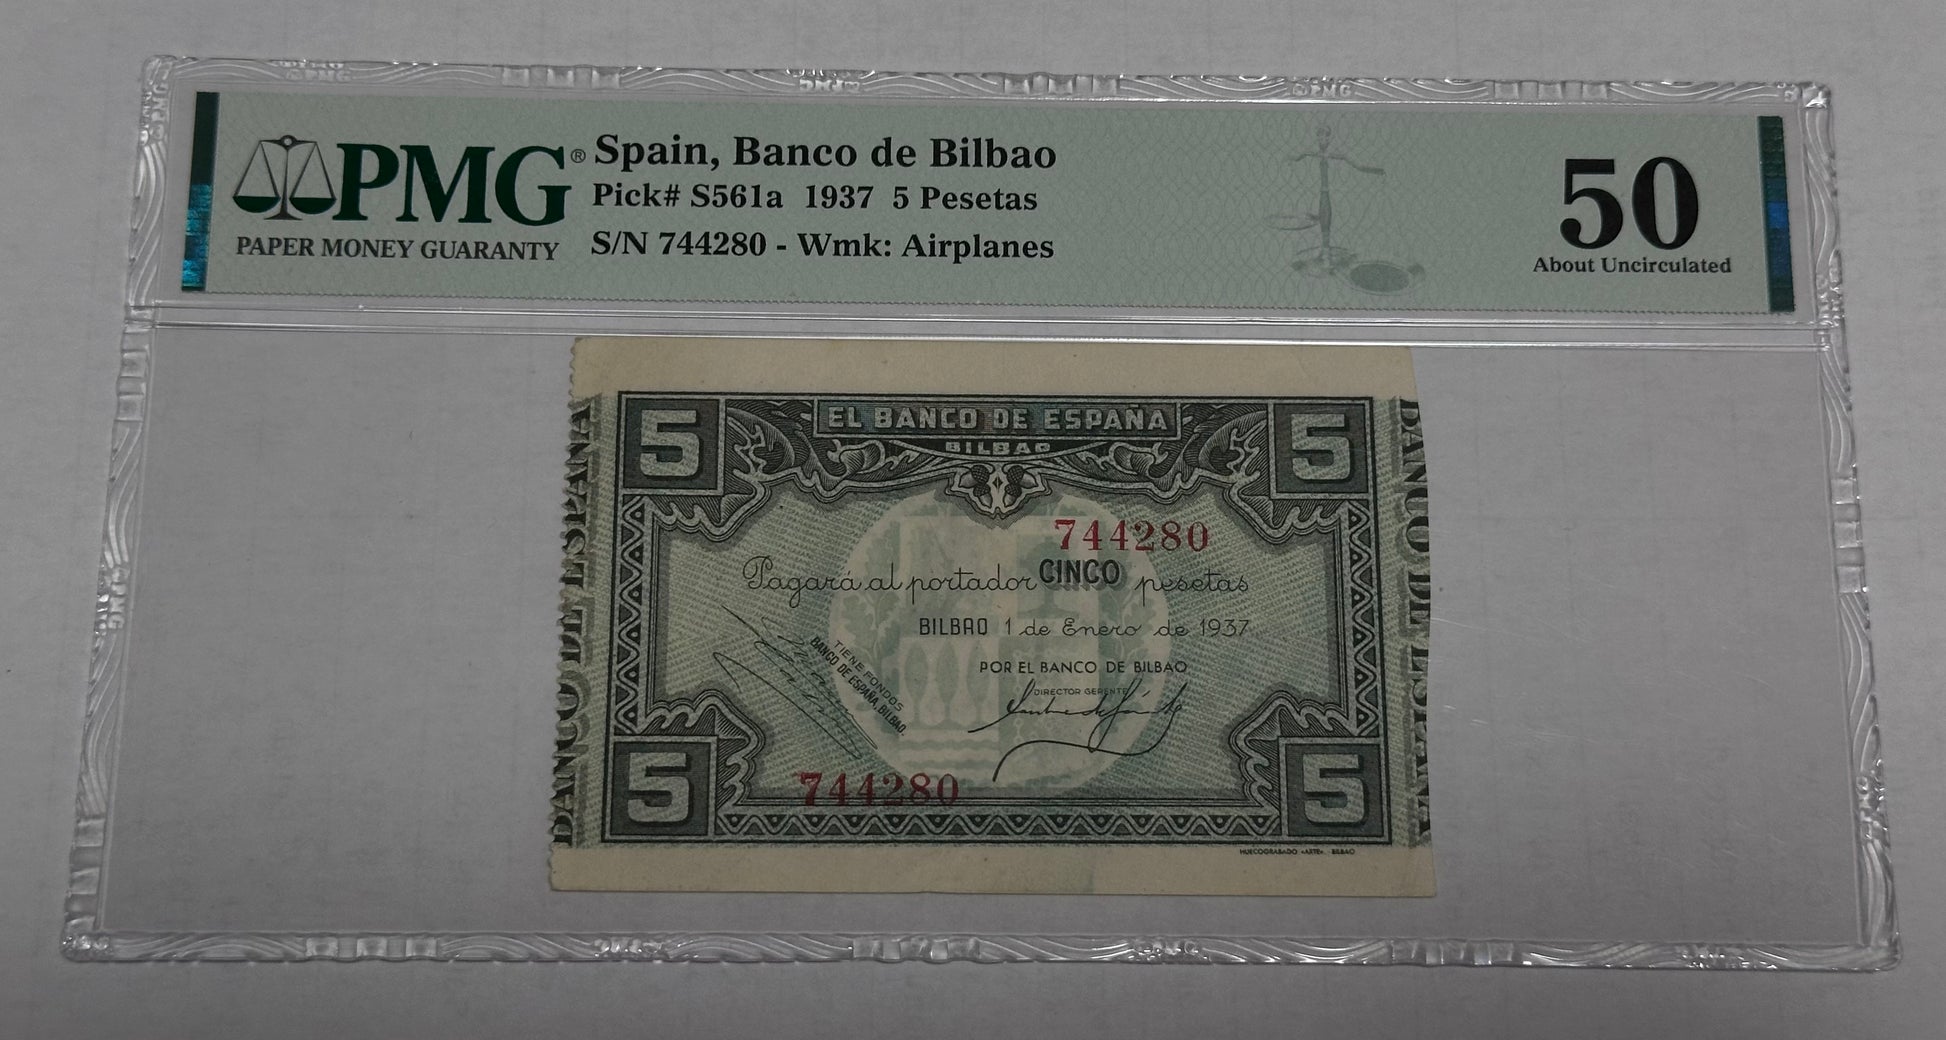 PMG®
PAPER MONEY GUARANTY
Spain, Banco de Bilbao
Pick# S561a 1937 5 Pesetas
S/N 744280 - Wmk: Airplanes
50
About Uncirculated
BANCO DE ESPAÑA
5
EL BANCO DE ESPAÑA
BILBAO
5
BANCO DE ESPAÑA
744280
Pagará al portador CINCO pesetas
BILBAO 1 de Enero de 1937
TIENE FONDOS
BANCO DE ESPAÑA, BILBAO.
POR EL BANCO DE BILBAO
DIRECTOR GERENTE
744280
5
5
HUECOGRABADO «ARTE». BILBAO